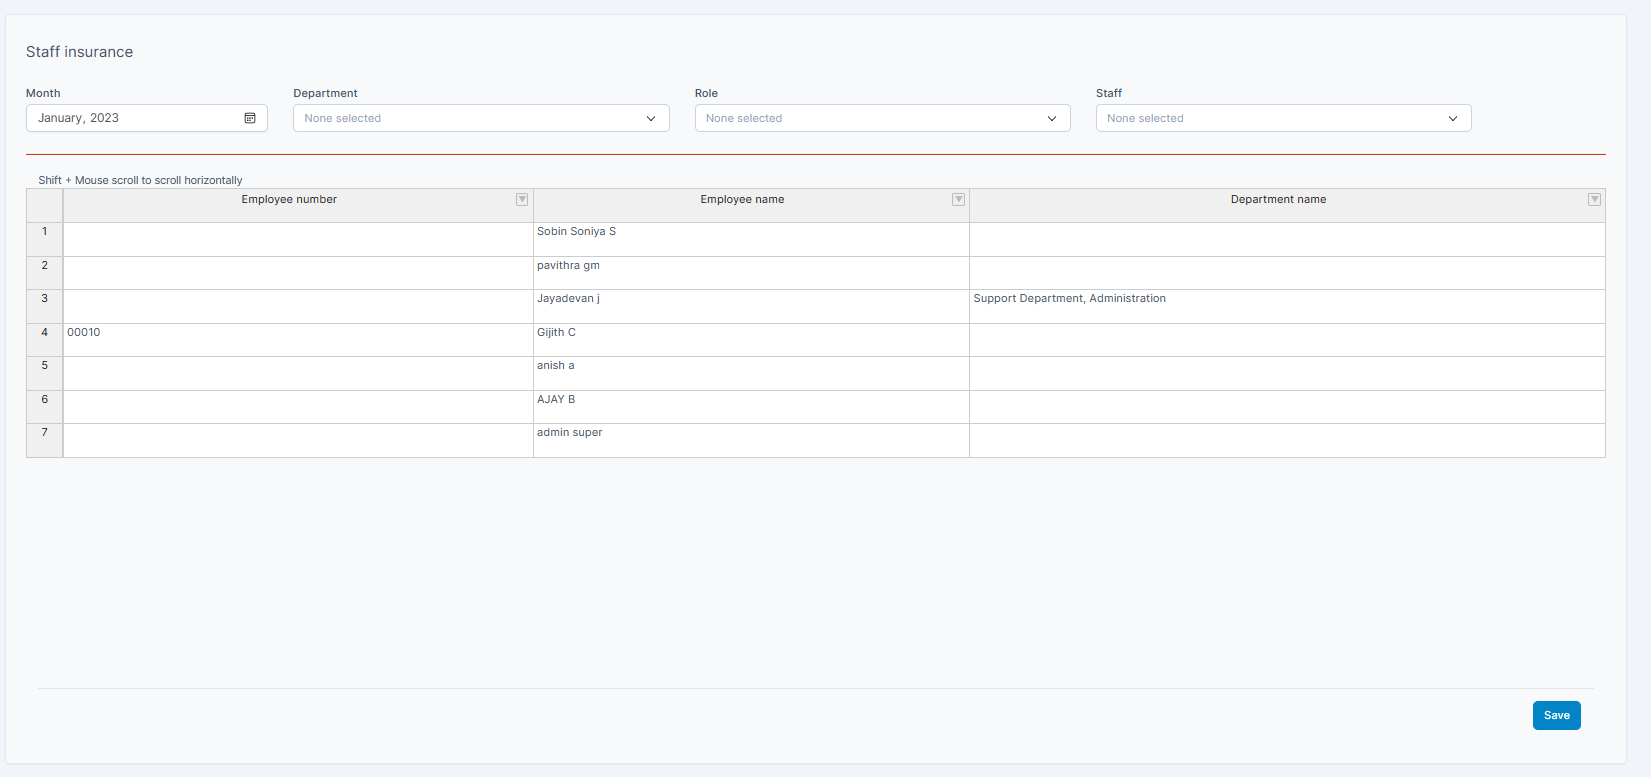 Staff insurance
Month Department Role Staff
January, 2023 None selected None selected None selected
Shift + Mouse scroll to scroll horizontally
Employee number Employee name Department name
1 Sobin Soniya S
2 pavithra gm
3 Jayadevan j Support Department, Administration
4 00010 Gijith C
5 anish a
6 AJAY B
7 admin super
Save